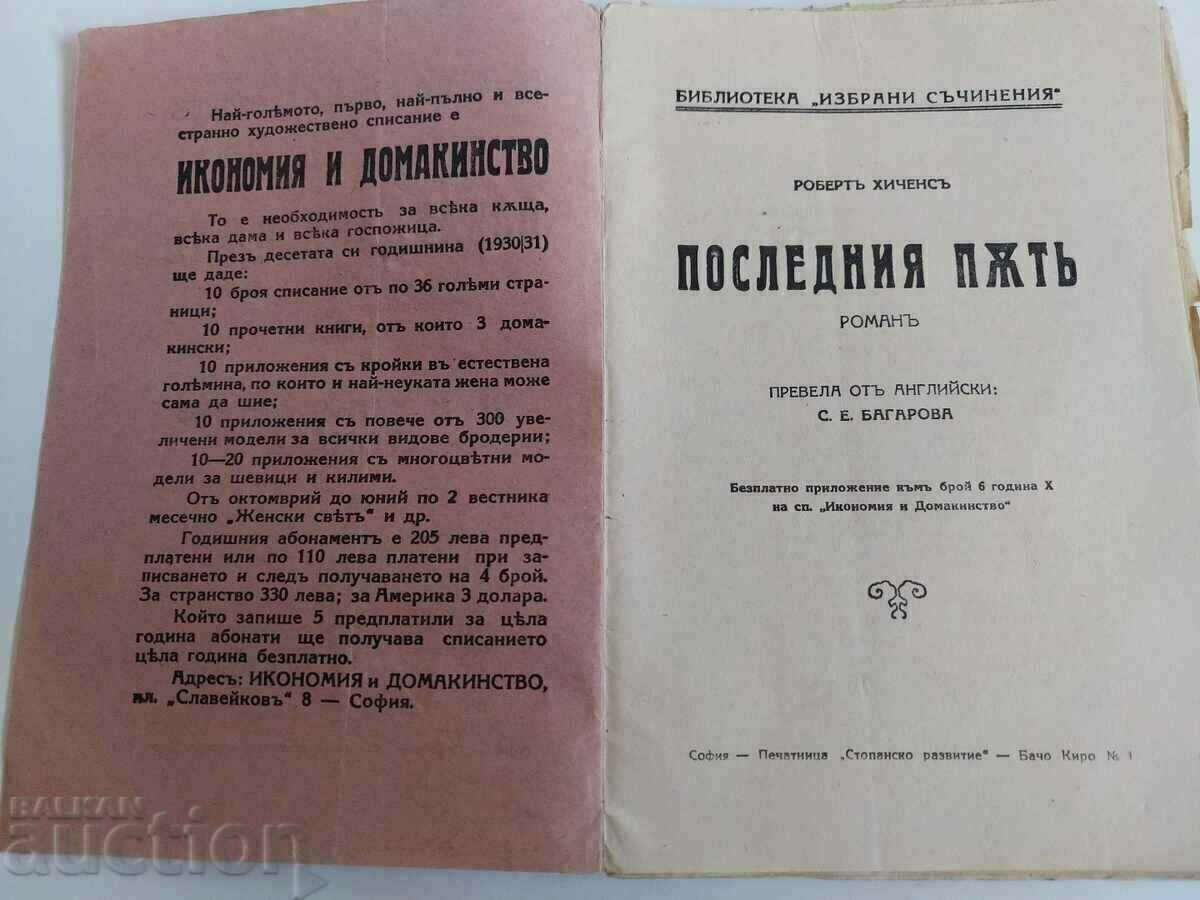 Най-голѣмото, първо, най-пълно и все-
странно художествено списание е
ИКОНОМИЯ И ДОМАКИНСТВО
То е необходимость за всѣка кѫща,
всѣка дама и всѣка госпожица.
Презъ десетата си годишнина (1930|31)
ще даде:
10 броя списание отъ по 36 голѣми стра-
ници;
10 прочетни книги, отъ които 3 дома-
кински;
10 приложения съ кройки въ естествена
голѣмина, по които и най-неуката жена може
сама да шие;
10 приложения съ повече отъ 300 уве-
личени модели за всички видове бродерии;
10—20 приложения съ многоцвѣтни мо-
дели за шевици и килими.
Отъ октомврий до юний по 2 вестника
месечно „Женски свѣтъ“ и др.
Годишния абонаментъ е 205 лева пред-
платени или по 110 лева платени при за-
писването и следъ получаването на 4 брой.
За странство 330 лева; за Америка 3 долара.
Който запише 5 предплатили за цѣла
година абонати ще получава списанието
цѣла година безплатно.
Адресъ: ИКОНОМИЯ и ДОМАКИНСТВО,
пл. „Славейковъ“ 8 — София.
БИБЛИОТЕКА „ИЗБРАНИ СЪЧИНЕНИЯ“
РОБЕРТЪ ХИЧЕНСЪ
ПОСЛЕДНИЯ ПѪТЬ
РОМАНЪ
ПРЕВЕЛА ОТЪ АНГЛИЙСКИ:
С. Е. БАГАРОВА
Безплатно приложение къмъ брой 6 година X
на сп. „Икономия и Домакинство“
София — Печатница „Стопанско развитие“ — Бачо Киро № 1
BALKAN
auction